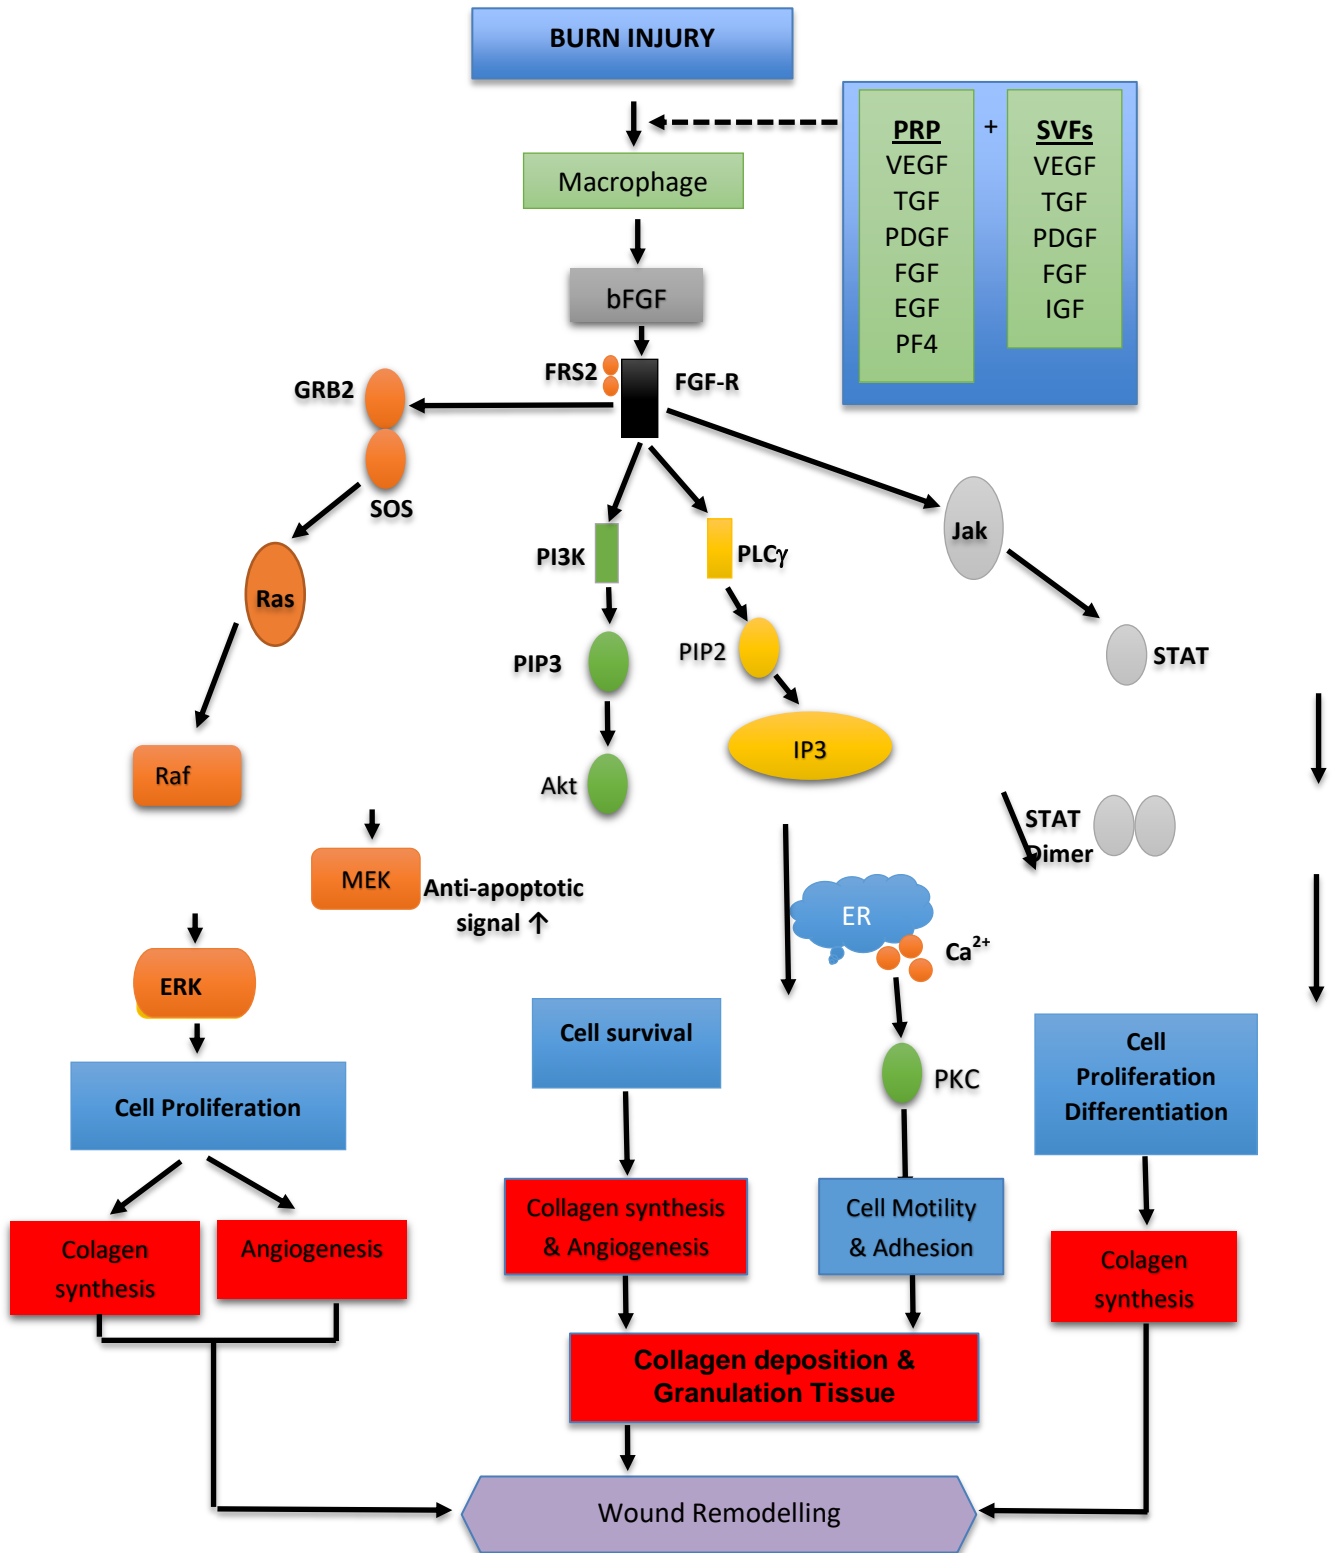 BURN INJURY
PRP
VEGF
TGF
PDGF
FGF
EGF
PF4
+
SVFs
VEGF
TGF
PDGF
FGF
IGF
Macrophage
bFGF
FRS2
FGF-R
GRB2
SOS
Jak
PI3K
PLCγ
Ras
PIP3
PIP2
STAT
Raf
Akt
IP3
STAT
Dimer
MEK
Anti-apoptotic
signal ↑
ER
Ca²⁺
ERK
Cell survival
PKC
Cell
Proliferation
Differentiation
Cell Proliferation
Colagen
synthesis
Angiogenesis
Collagen synthesis
& Angiogenesis
Cell Motility
& Adhesion
Colagen
synthesis
Collagen deposition &
Granulation Tissue
Wound Remodelling